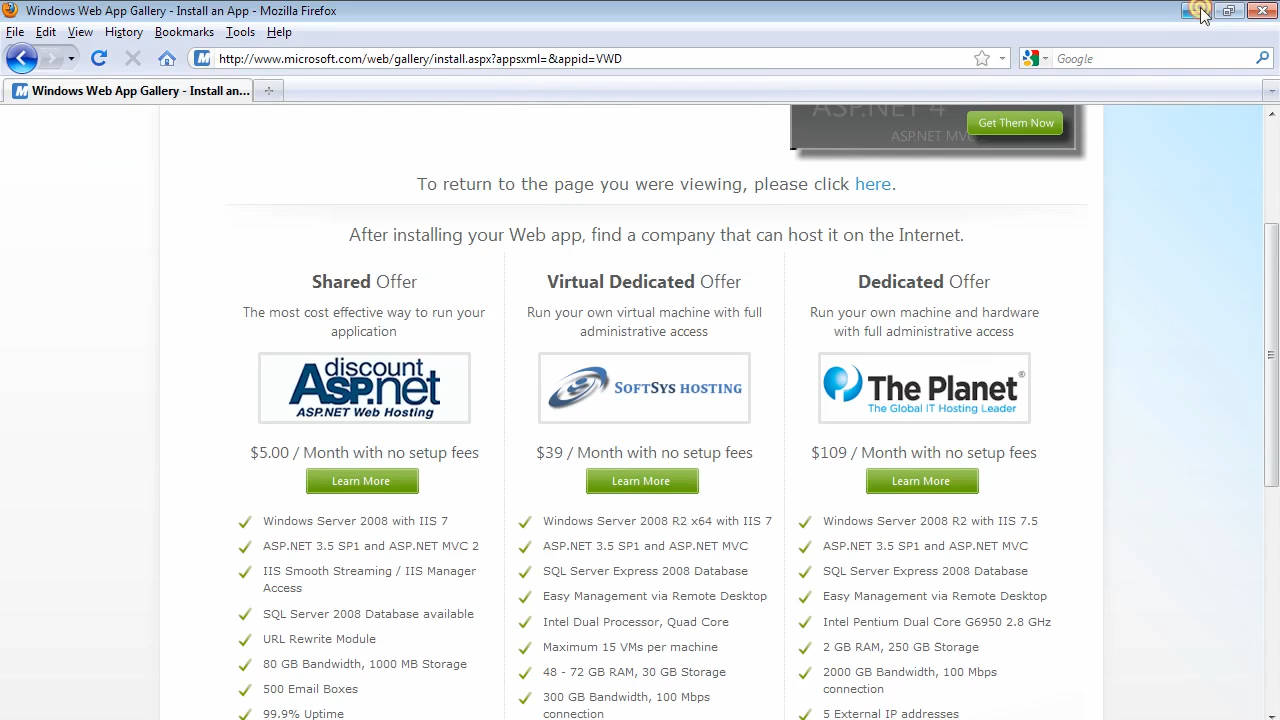 Windows Web App Gallery - Install an App - Mozilla Firefox
File Edit View History Bookmarks Tools Help
http://www.microsoft.com/web/gallery/install.aspx?appsxml=&appid=VWD
Google
Windows Web App Gallery - Install an...
ASP.NET 4
Get Them Now
ASP.NET MVC
To return to the page you were viewing, please click here.
After installing your Web app, find a company that can host it on the Internet.
Shared Offer
The most cost effective way to run your
application
discount
ASP.net
ASP.NET Web Hosting
$5.00 / Month with no setup fees
Learn More
Windows Server 2008 with IIS 7
ASP.NET 3.5 SP1 and ASP.NET MVC 2
IIS Smooth Streaming / IIS Manager
Access
SQL Server 2008 Database available
URL Rewrite Module
80 GB Bandwidth, 1000 MB Storage
500 Email Boxes
99.9% Uptime
Virtual Dedicated Offer
Run your own virtual machine with full
administrative access
SOFTSYS HOSTING
$39 / Month with no setup fees
Learn More
Windows Server 2008 R2 x64 with IIS 7
ASP.NET 3.5 SP1 and ASP.NET MVC
SQL Server Express 2008 Database
Easy Management via Remote Desktop
Intel Dual Processor, Quad Core
Maximum 15 VMs per machine
48 - 72 GB RAM, 30 GB Storage
300 GB Bandwidth, 100 Mbps
connection
Dedicated Offer
Run your own machine and hardware
with full administrative access
The Planet®
The Global IT Hosting Leader
$109 / Month with no setup fees
Learn More
Windows Server 2008 R2 with IIS 7.5
ASP.NET 3.5 SP1 and ASP.NET MVC
SQL Server Express 2008 Database
Easy Management via Remote Desktop
Intel Pentium Dual Core G6950 2.8 GHz
2 GB RAM, 250 GB Storage
2000 GB Bandwidth, 100 Mbps
connection
5 External IP addresses